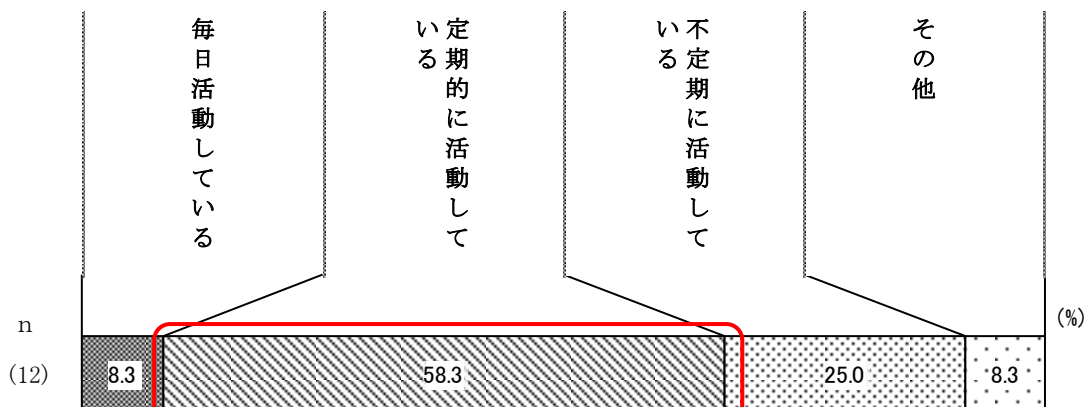 毎日活動している
定期的に活動して
いる
不定期に活動して
いる
その他
n
(%)
(12)
8.3
58.3
25.0
8.3